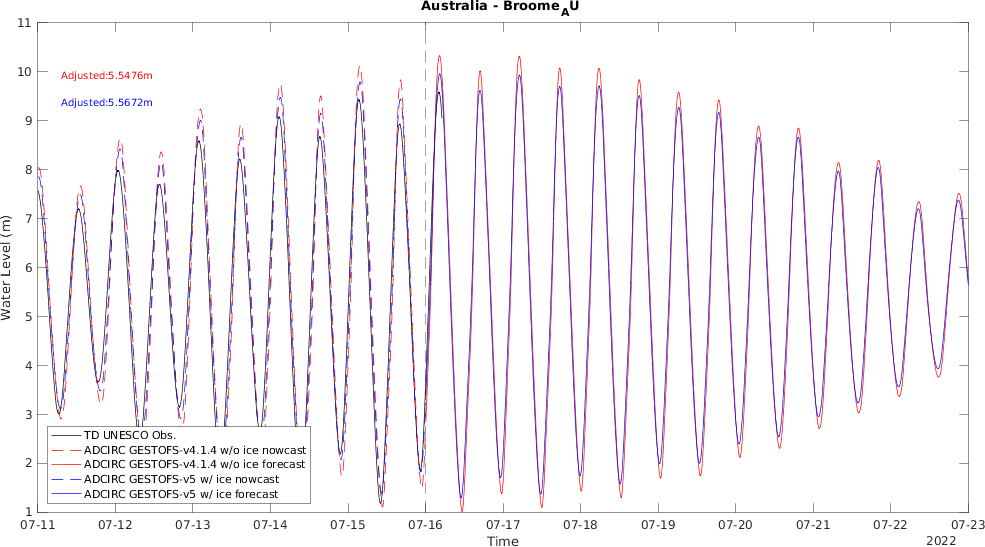 Australia - BroomeAU
11
10
9
8
7
6
5
4
3
2
1
Water Level (m)
Adjusted:5.5476m
Adjusted:5.5672m
TD UNESCO Obs.
ADCIRC GESTOFS-v4.1.4 w/o ice nowcast
ADCIRC GESTOFS-v4.1.4 w/o ice forecast
ADCIRC GESTOFS-v5 w/ ice nowcast
ADCIRC GESTOFS-v5 w/ ice forecast
07-11 07-12 07-13 07-14 07-15 07-16 07-17 07-18 07-19 07-20 07-21 07-22 07-23
Time
2022